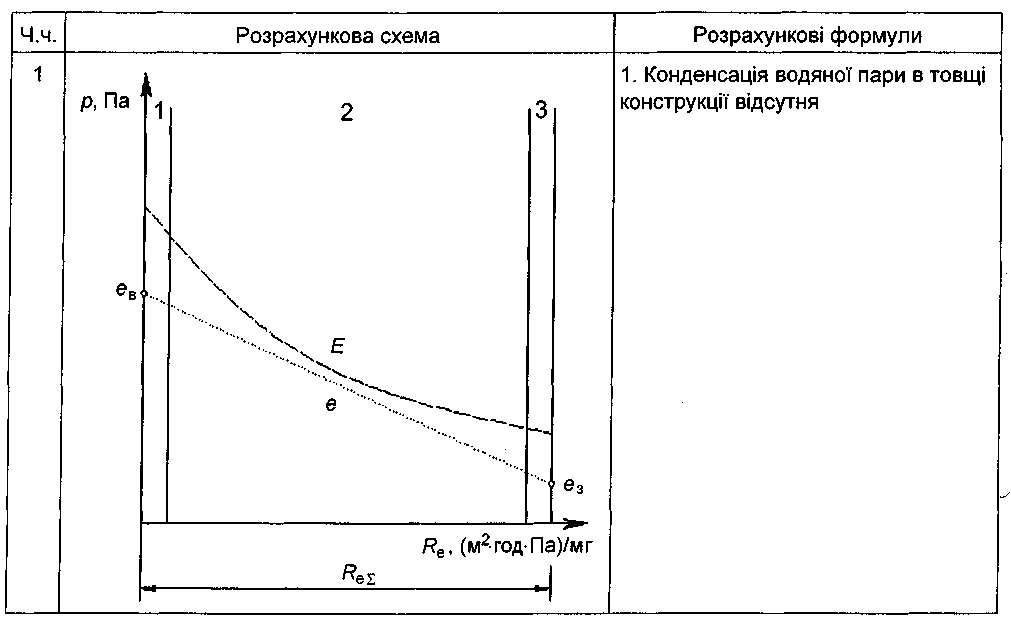 Ч.ч.
Розрахункова схема
Розрахункові формули
1
p, Па
1
2
3
eв
E
e
eз
Re, (м²·год·Па)/мг
ReΣ
1. Конденсація водяної пари в товщі
конструкції відсутня